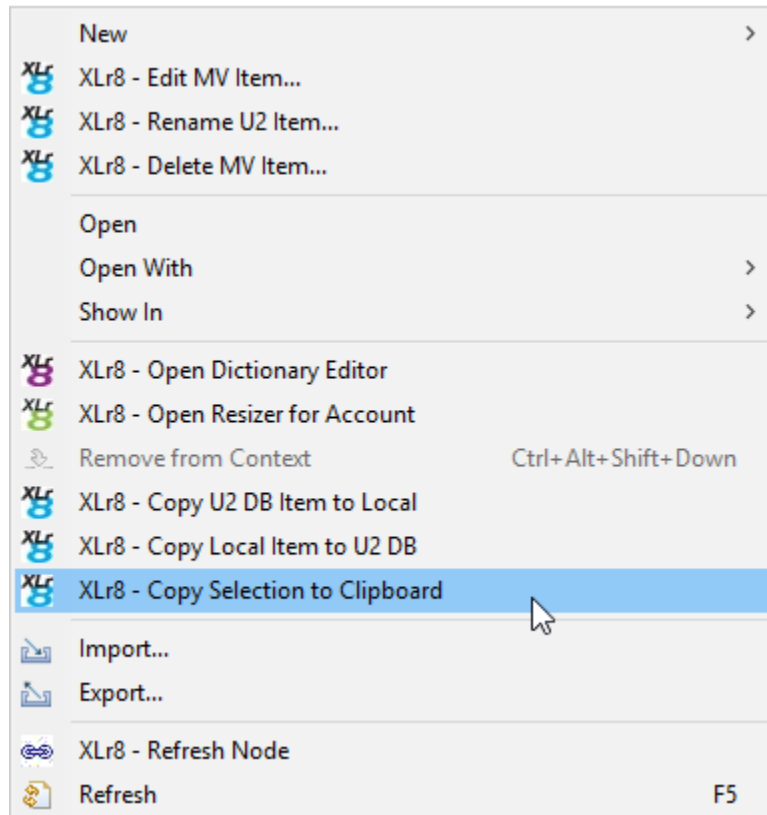 New
XLr8 - Edit MV Item...
XLr8 - Rename U2 Item...
XLr8 - Delete MV Item...
Open
Open With
Show In
XLr8 - Open Dictionary Editor
XLr8 - Open Resizer for Account
Remove from Context Ctrl+Alt+Shift+Down
XLr8 - Copy U2 DB Item to Local
XLr8 - Copy Local Item to U2 DB
XLr8 - Copy Selection to Clipboard
Import...
Export...
XLr8 - Refresh Node
Refresh F5